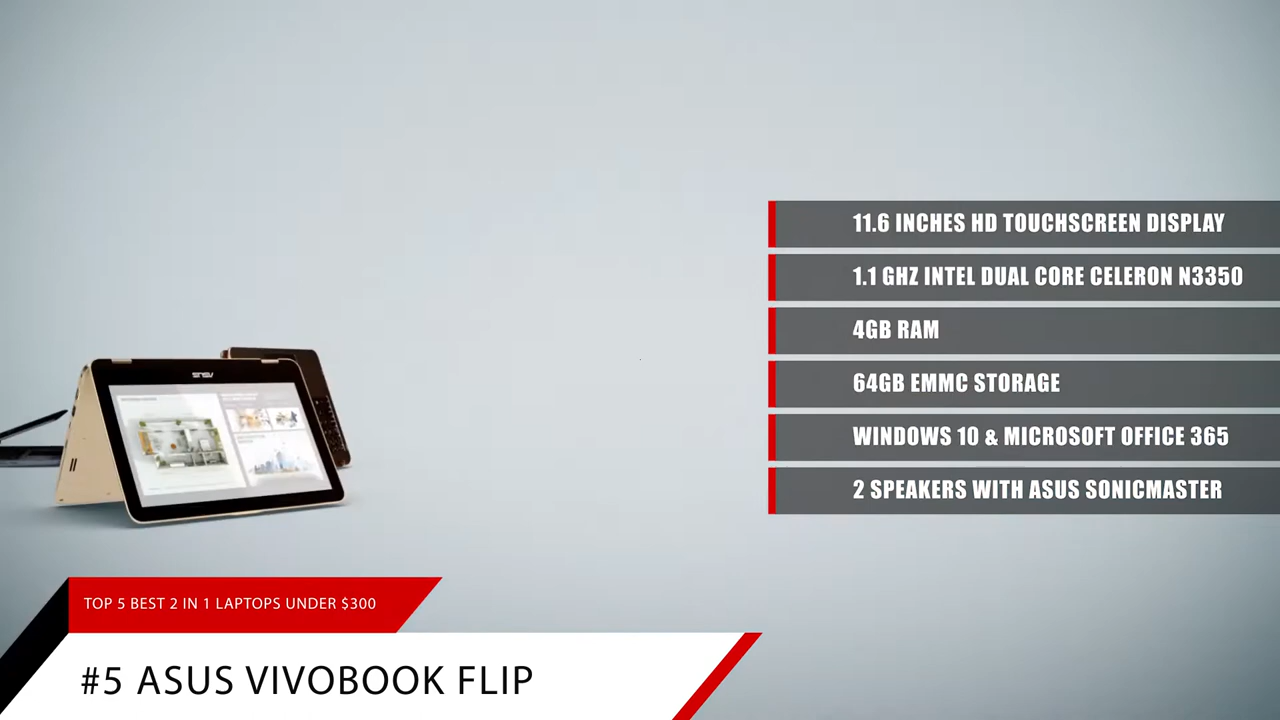 11.6 INCHES HD TOUCHSCREEN DISPLAY
1.1 GHZ INTEL DUAL CORE CELERON N3350
4GB RAM
64GB EMMC STORAGE
WINDOWS 10 & MICROSOFT OFFICE 365
2 SPEAKERS WITH ASUS SONICMASTER
ASUS
TOP 5 BEST 2 IN 1 LAPTOPS UNDER $300
#5 ASUS VIVOBOOK FLIP